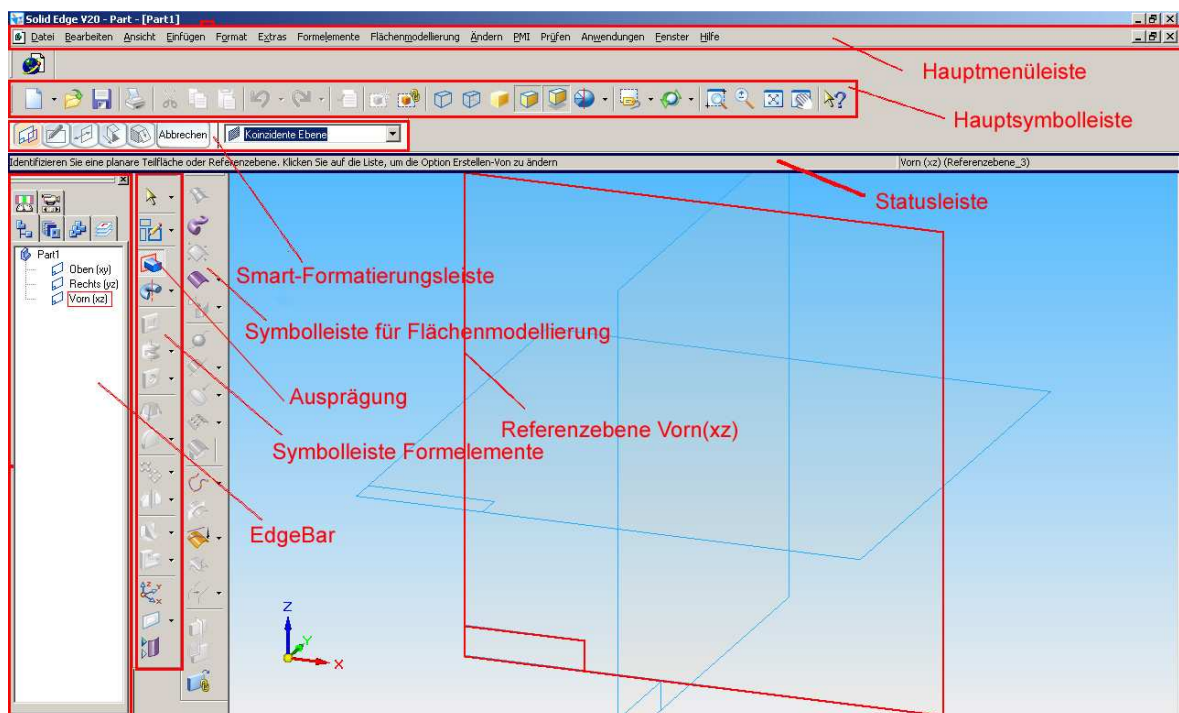 Solid Edge V20 - Part - [Part1]
Datei Bearbeiten Ansicht Einfügen Format Extras Formelemente Flächenmodellierung Ändern PMI Prüfen Anwendungen Fenster Hilfe
Hauptmenüleiste
Hauptsymbolleiste
Abbrechen Koinzidente Ebene
Identifizieren Sie eine planare Teilfläche oder Referenzebene. Klicken Sie auf die Liste, um die Option Erstellen-Von zu ändern Vorn (xz) (Referenzebene_3)
Statusleiste
Part1
Oben (xy)
Rechts (yz)
Vorn (xz)
Smart-Formatierungsleiste
Symbolleiste für Flächenmodellierung
Ausprägung
Referenzebene Vorn(xz)
Symbolleiste Formelemente
EdgeBar
Z
Y
X